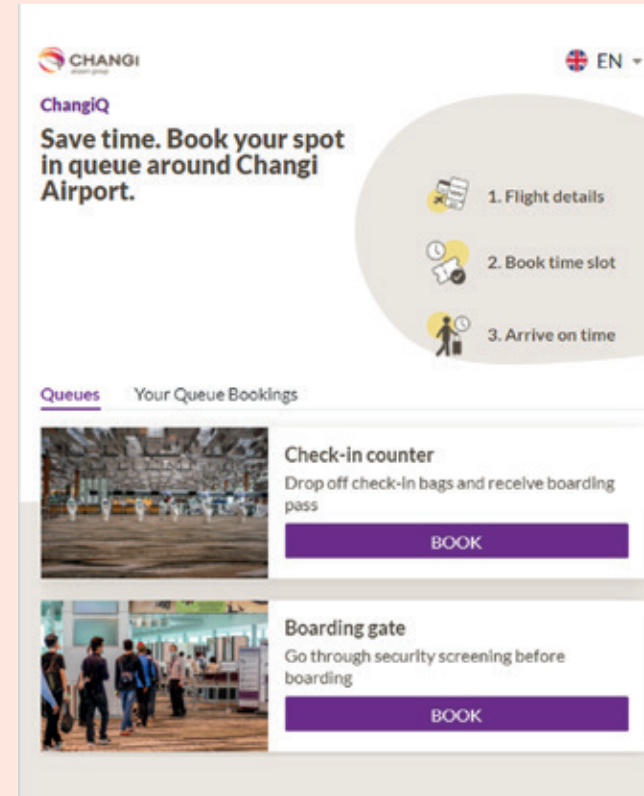 CHANGI
airport group
EN
ChangiQ
Save time. Book your spot
in queue around Changi
Airport.
1. Flight details
2. Book time slot
3. Arrive on time
Queues
Your Queue Bookings
Check-in counter
Drop off check-in bags and receive boarding
pass
BOOK
Boarding gate
Go through security screening before
boarding
BOOK